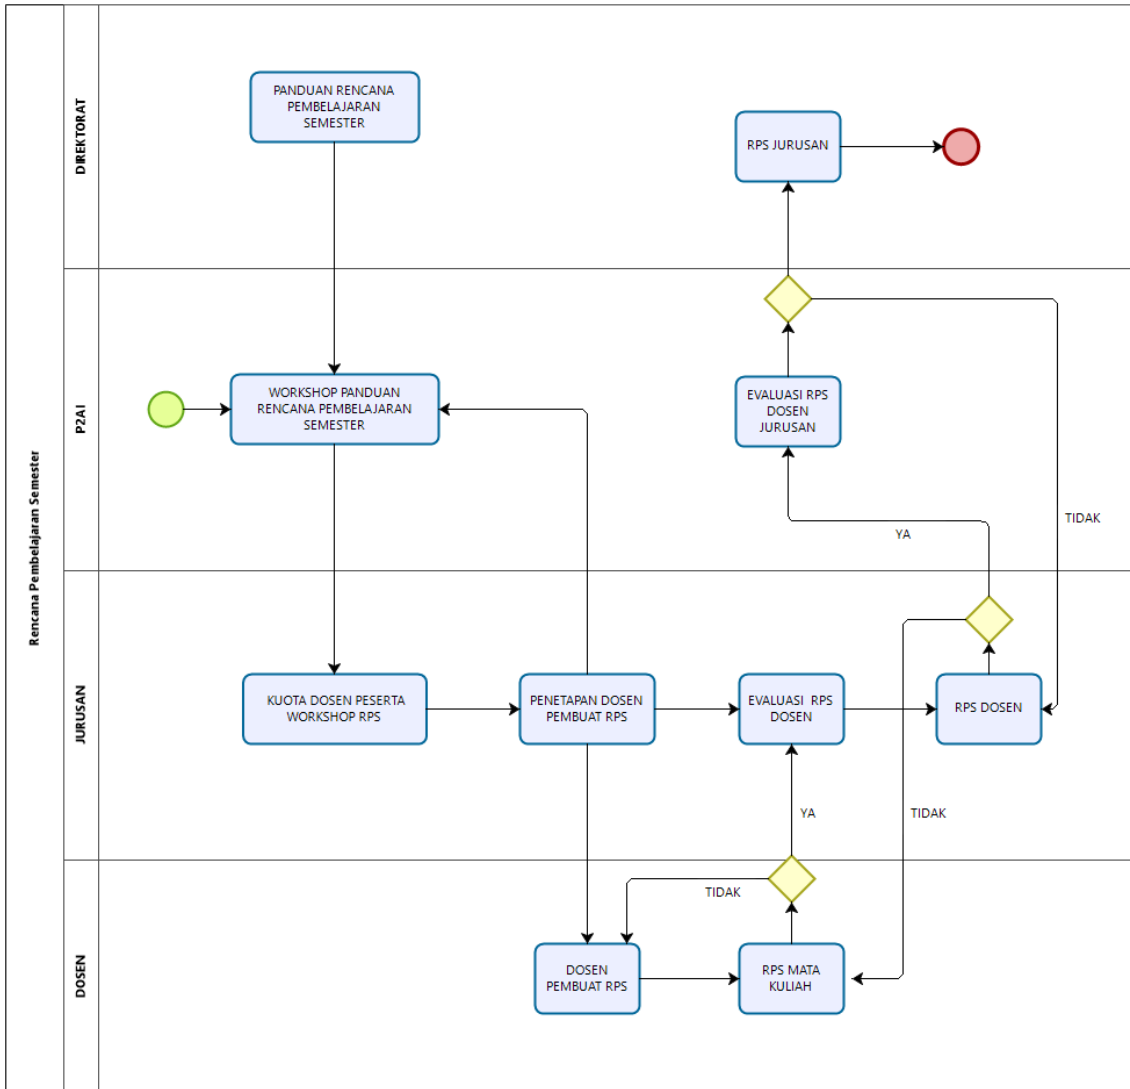 Rencana Pembelajaran Semester
DIREKTORAT
PANDUAN RENCANA
PEMBELAJARAN
SEMESTER
RPS JURUSAN
P2AI
WORKSHOP PANDUAN
RENCANA PEMBELAJARAN
SEMESTER
EVALUASI RPS
DOSEN
JURUSAN
YA
TIDAK
JURUSAN
KUOTA DOSEN PESERTA
WORKSHOP RPS
PENETAPAN DOSEN
PEMBUAT RPS
EVALUASI RPS
DOSEN
RPS DOSEN
YA
TIDAK
DOSEN
TIDAK
DOSEN
PEMBUAT RPS
RPS MATA
KULIAH